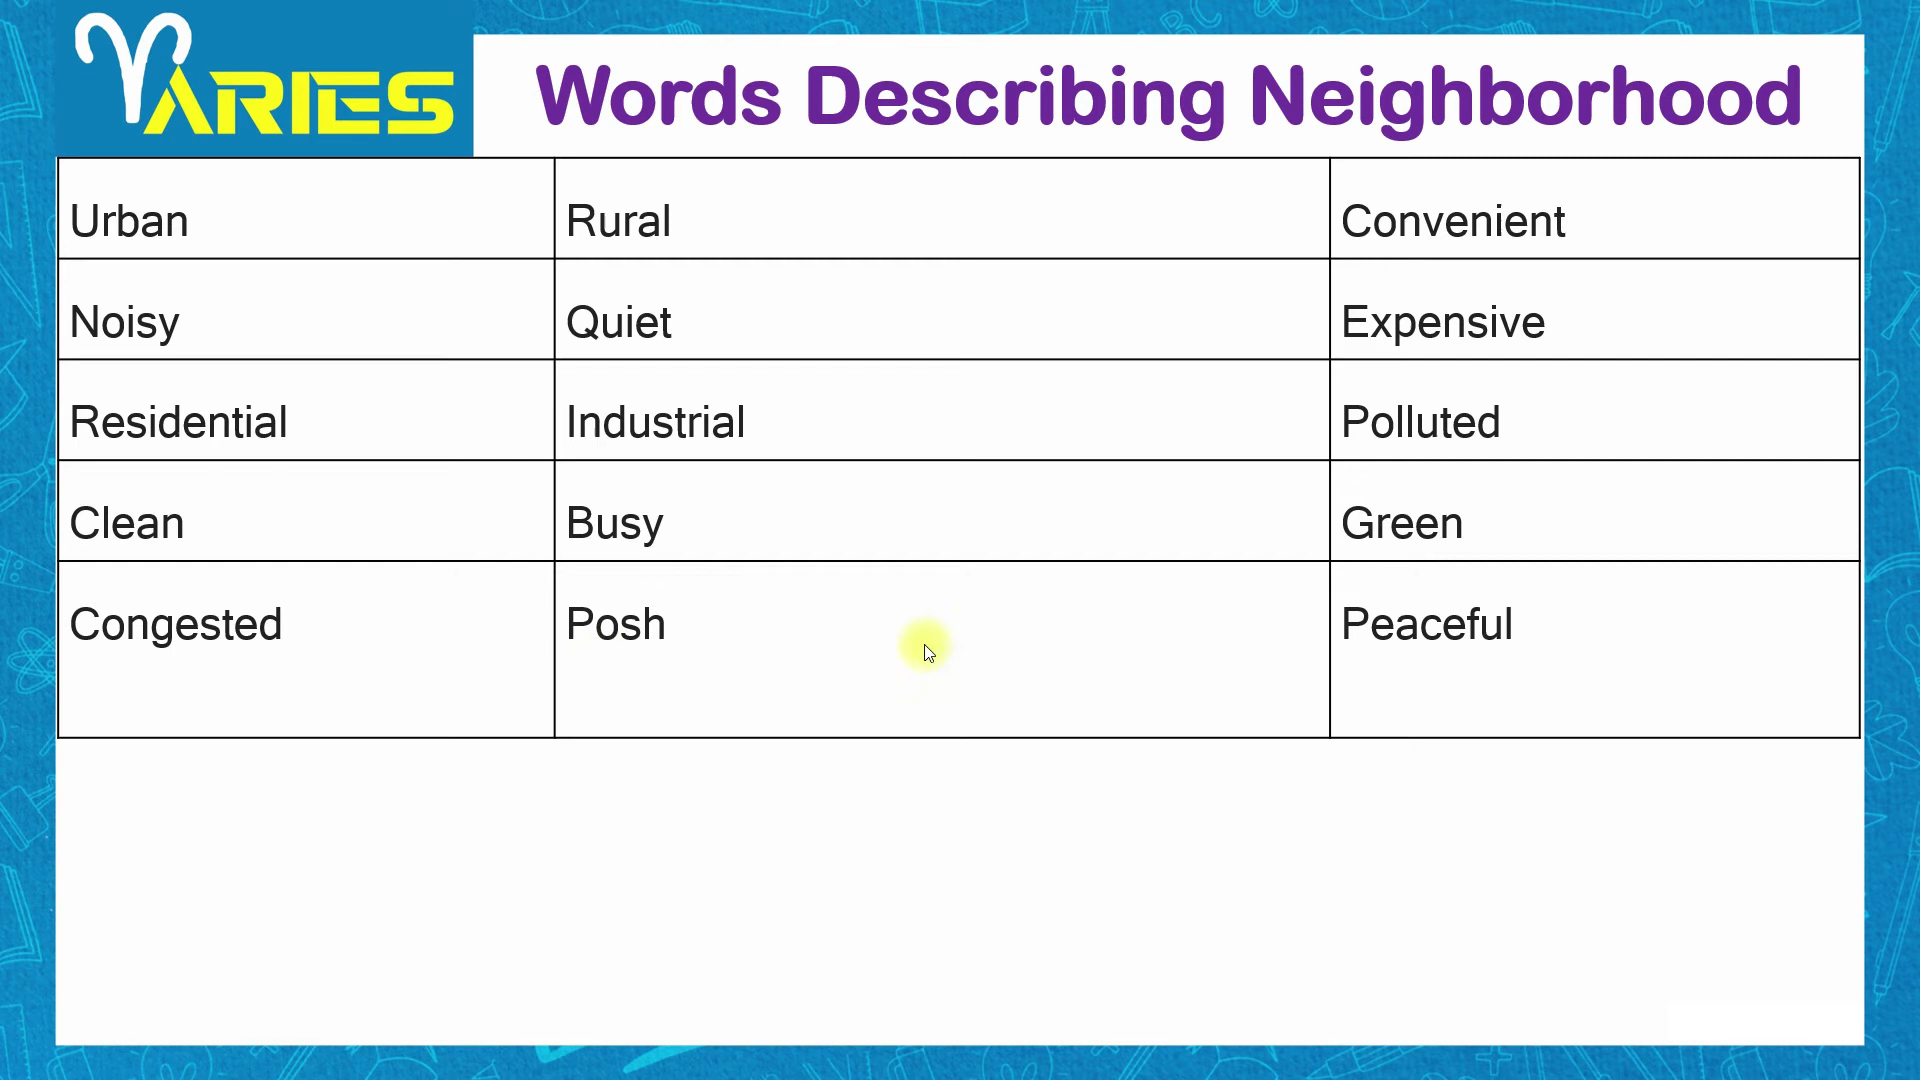 ARIES
Words Describing Neighborhood
Urban Rural Convenient
Noisy Quiet Expensive
Residential Industrial Polluted
Clean Busy Green
Congested Posh Peaceful